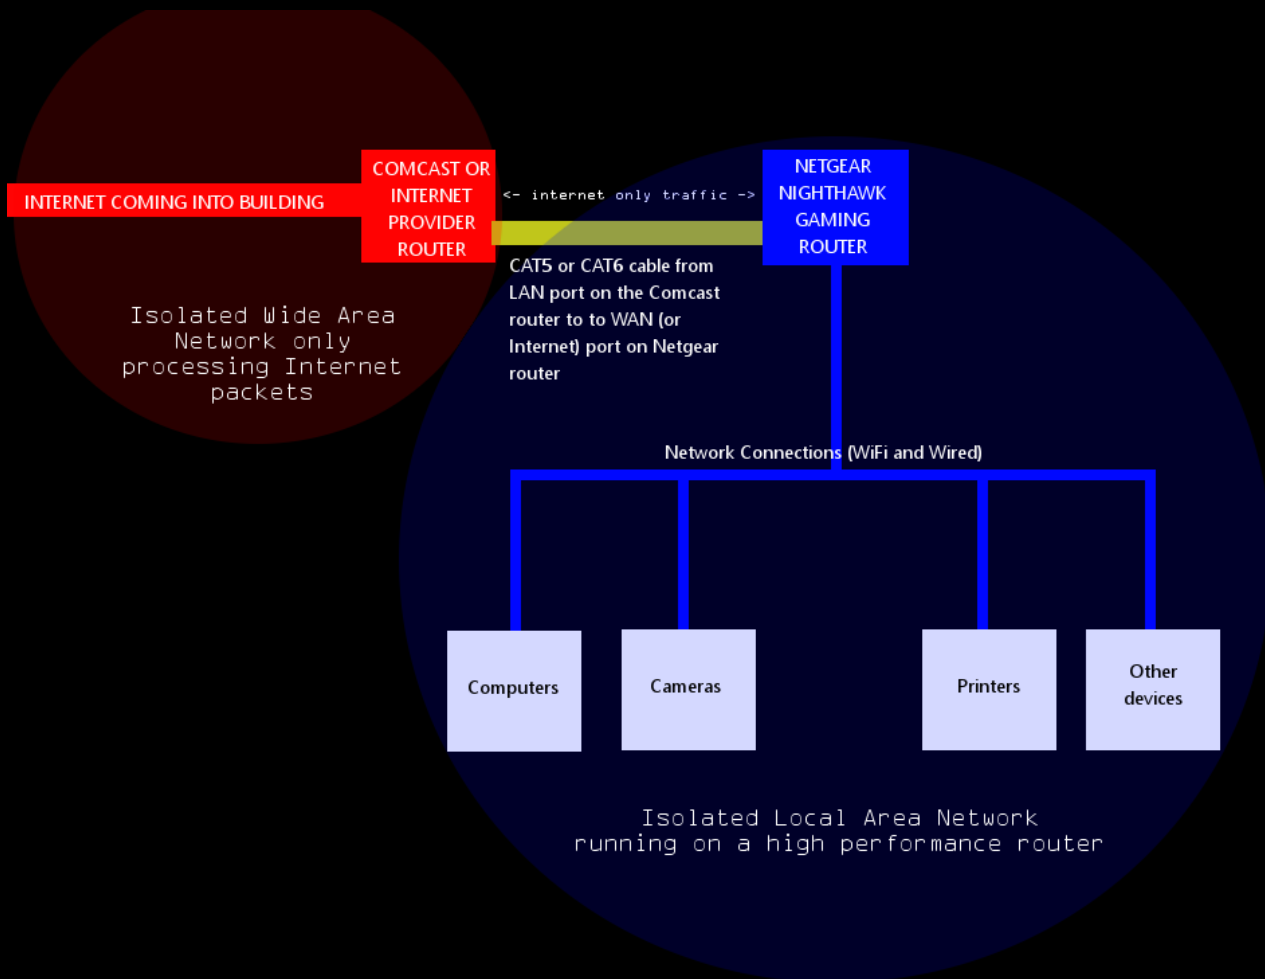 INTERNET COMING INTO BUILDING
COMCAST OR
INTERNET
PROVIDER
ROUTER
<- internet only traffic ->
NETGEAR
NIGHTHAWK
GAMING
ROUTER
CAT5 or CAT6 cable from
LAN port on the Comcast
router to to WAN (or
Internet) port on Netgear
router
Isolated Wide Area
Network only
processing Internet
packets
Network Connections (WiFi and Wired)
Computers
Cameras
Printers
Other
devices
Isolated Local Area Network
running on a high performance router